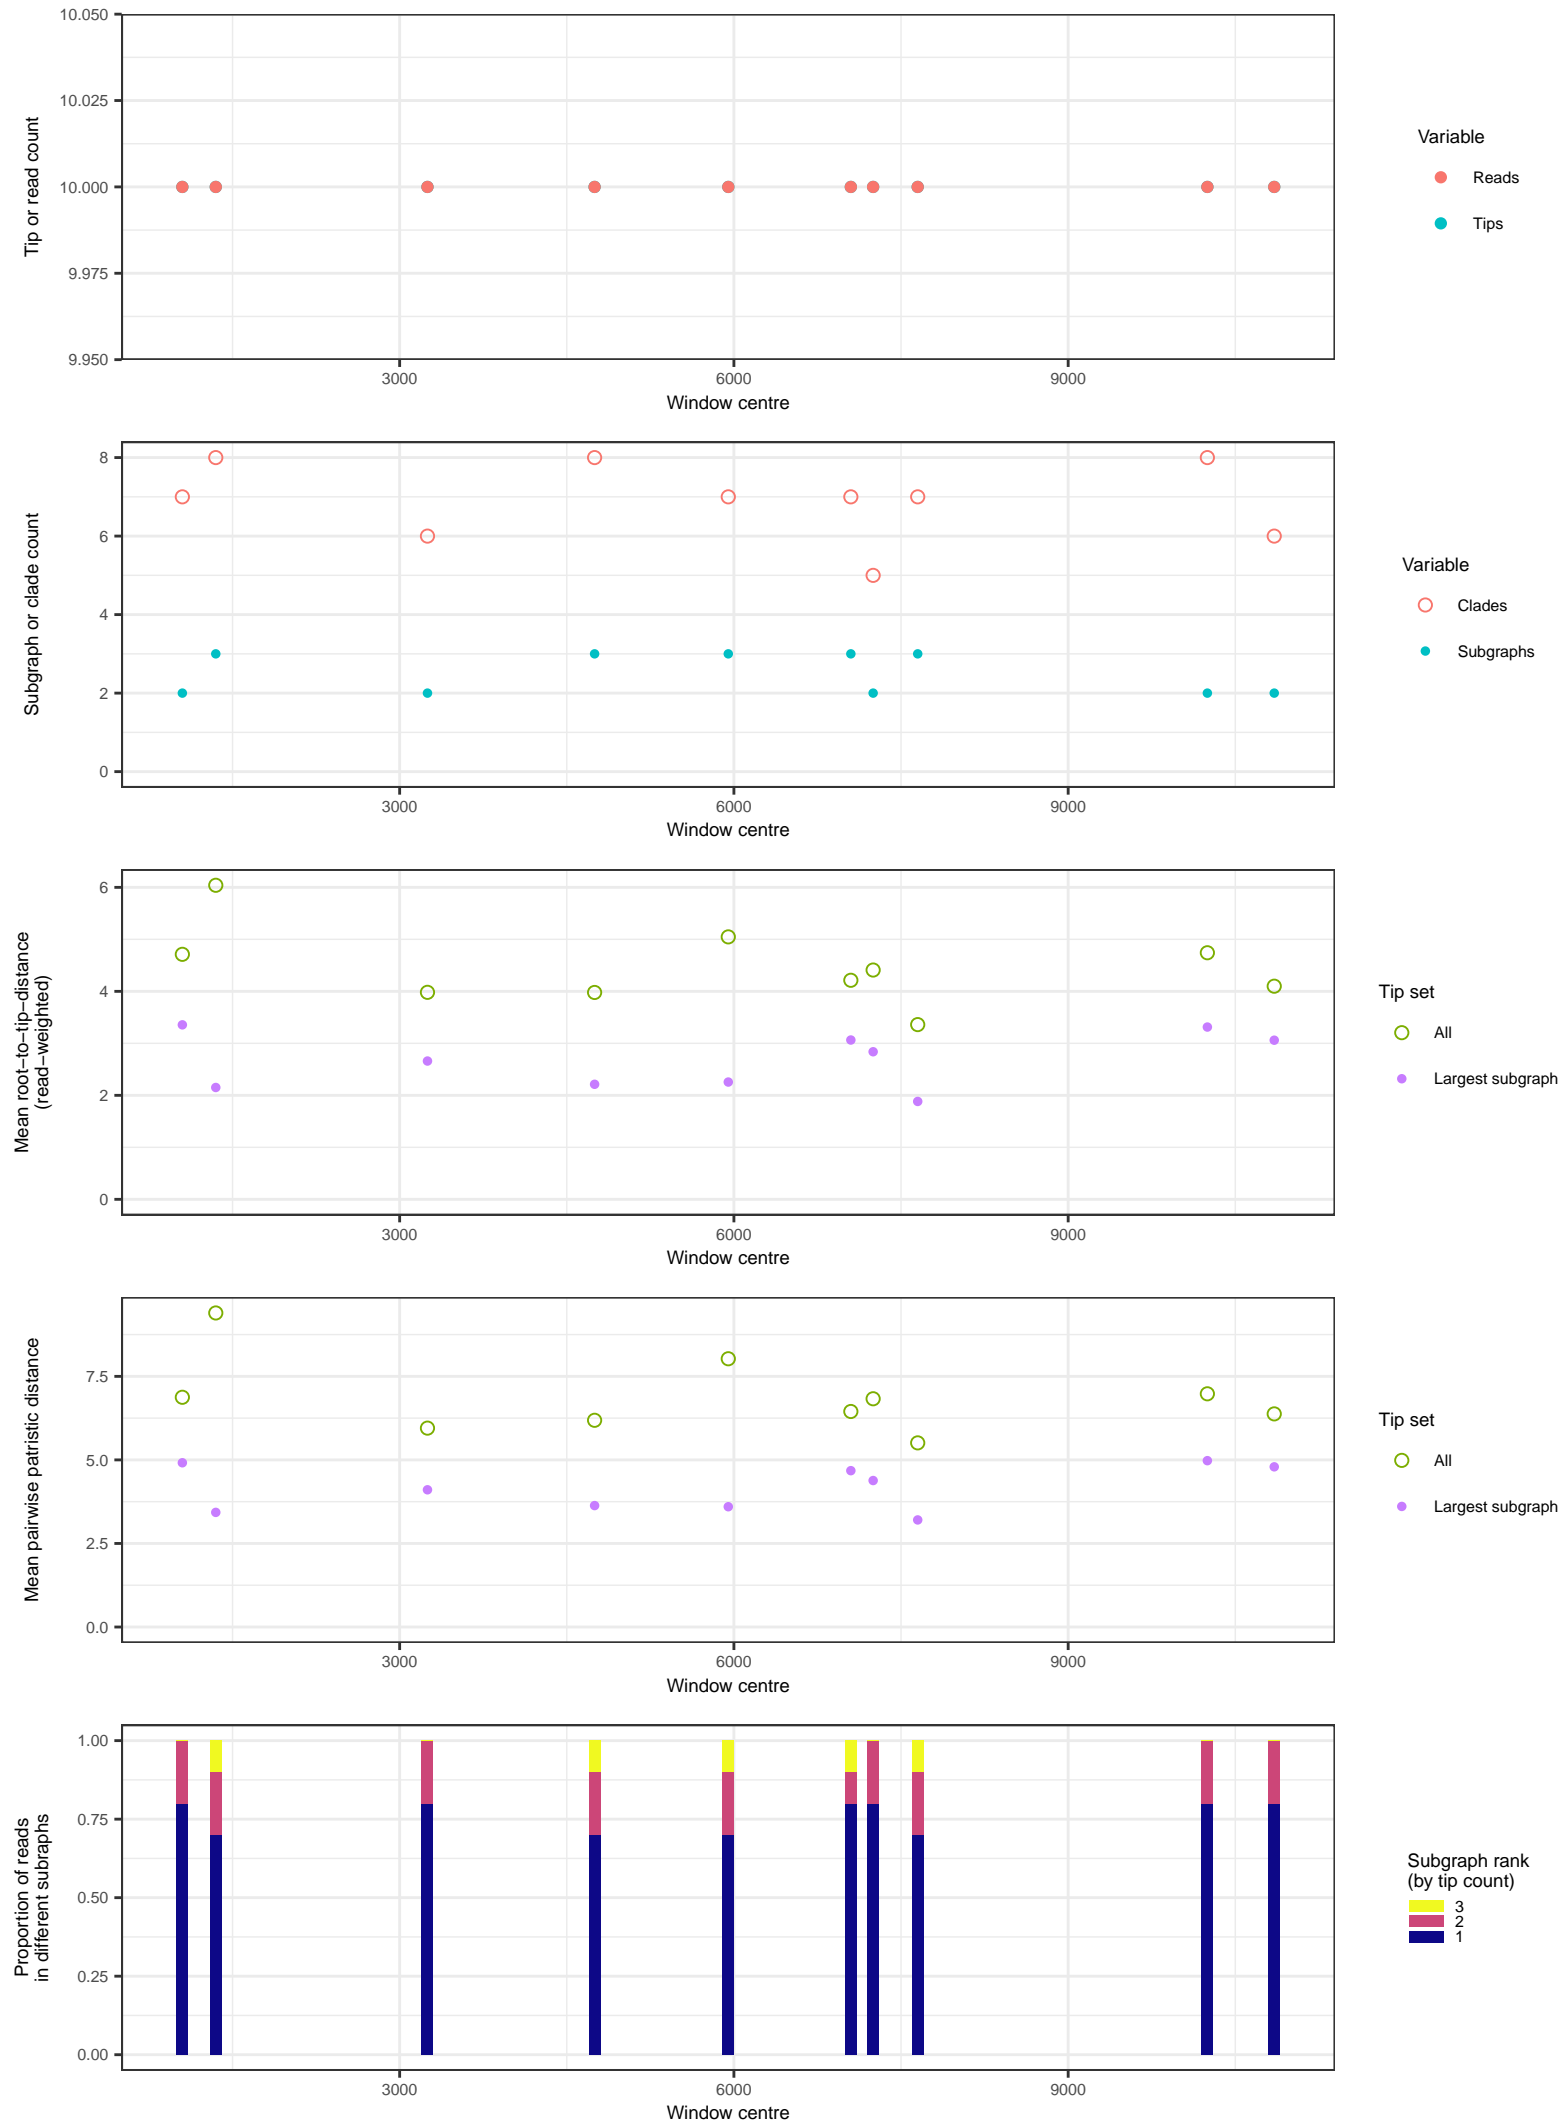 10.050
10.025
10.000
9.975
9.950
Tip or read count
3000
6000
9000
Window centre
Variable
Reads
Tips
8
6
4
2
0
Subgraph or clade count
3000
6000
9000
Window centre
Variable
Clades
Subgraphs
6
4
2
0
Mean root−to−tip−distance
(read−weighted)
3000
6000
9000
Window centre
Tip set
All
Largest subgraph
7.5
5.0
2.5
0.0
Mean pairwise patristic distance
3000
6000
9000
Window centre
Tip set
All
Largest subgraph
1.00
0.75
0.50
0.25
0.00
Proportion of reads
in different subraphs
3000
6000
9000
Window centre
Subgraph rank
(by tip count)
3
2
1